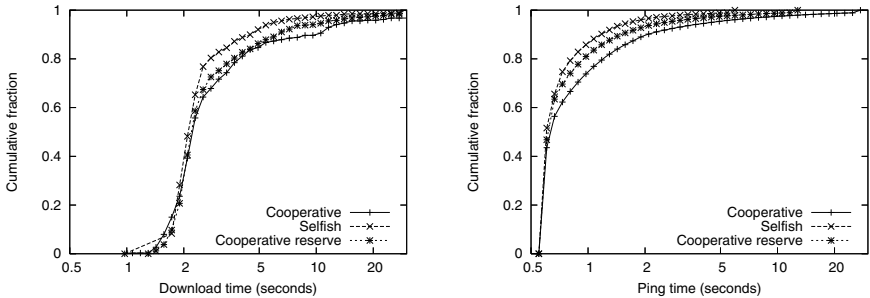 1
0.8
0.6
0.4
0.2
0
Cumulative fraction
Cooperative
Selfish
Cooperative reserve
0.5 1 2 5 10 20
Download time (seconds)
1
0.8
0.6
0.4
0.2
0
Cumulative fraction
Cooperative
Selfish
Cooperative reserve
0.5 1 2 5 10 20
Ping time (seconds)